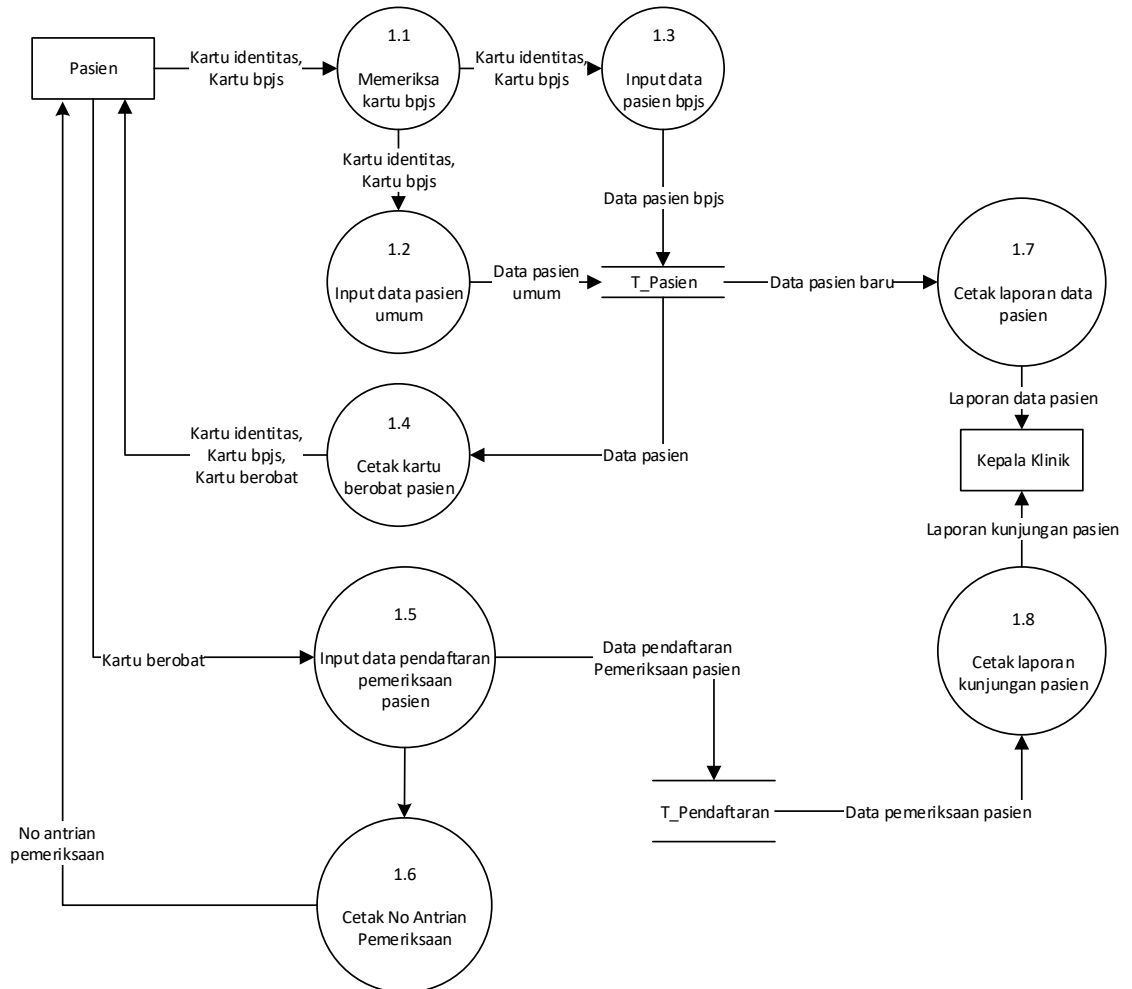 Pasien
Kartu identitas,
Kartu bpjs
1.1
Memeriksa
kartu bpjs
Kartu identitas,
Kartu bpjs
1.3
Input data
pasien bpjs
Kartu identitas,
Kartu bpjs
Data pasien bpjs
1.2
Input data pasien
umum
Data pasien
umum
T_Pasien
Data pasien baru
1.7
Cetak laporan data
pasien
Laporan data pasien
Kartu identitas,
Kartu bpjs,
Kartu berobat
1.4
Cetak kartu
berobat pasien
Data pasien
Kepala Klinik
Laporan kunjungan pasien
Kartu berobat
1.5
Input data pendaftaran
pemeriksaan
pasien
Data pendaftaran
Pemeriksaan pasien
1.8
Cetak laporan
kunjungan pasien
T_Pendaftaran
Data pemeriksaan pasien
No antrian
pemeriksaan
1.6
Cetak No Antrian
Pemeriksaan